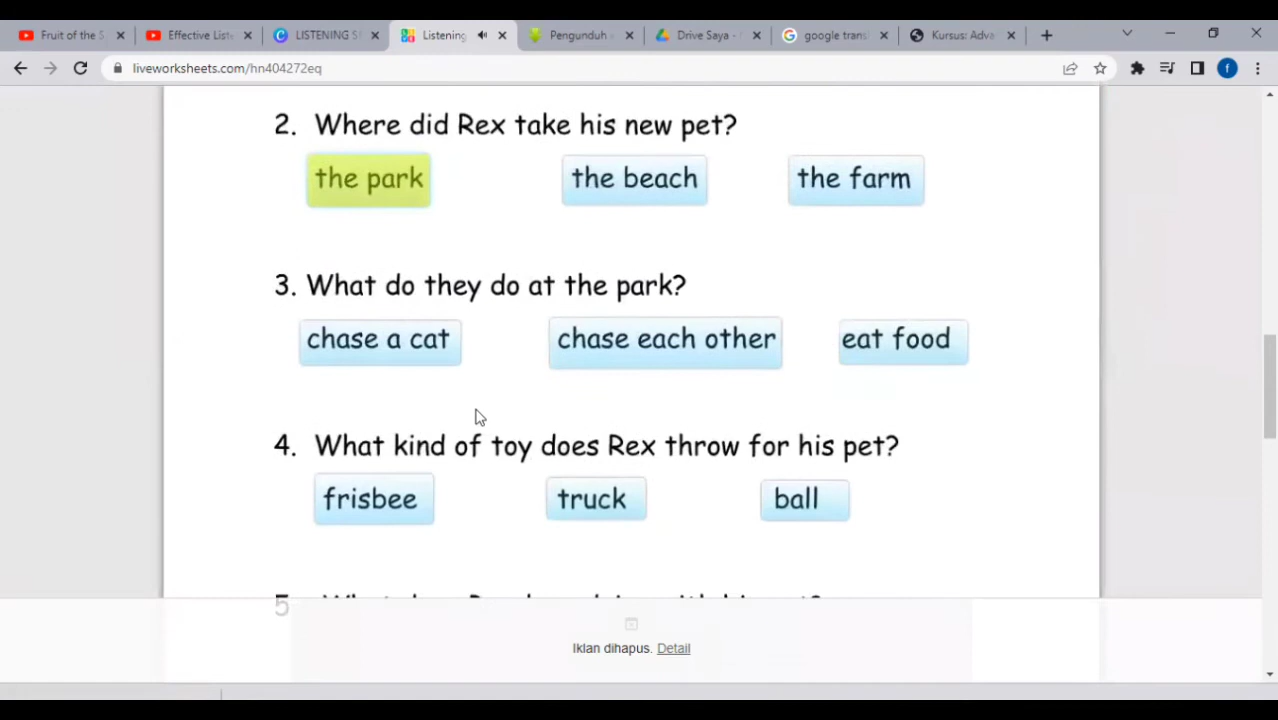 Fruit of the S
Effective List
LISTENING S
Listening
Pengunduh
Drive Saya -
google trans
Kursus: Adva
liveworksheets.com/hn404272eq
f
2. Where did Rex take his new pet?
the park the beach the farm
3. What do they do at the park?
chase a cat chase each other eat food
4. What kind of toy does Rex throw for his pet?
frisbee truck ball
5
Iklan dihapus. Detail